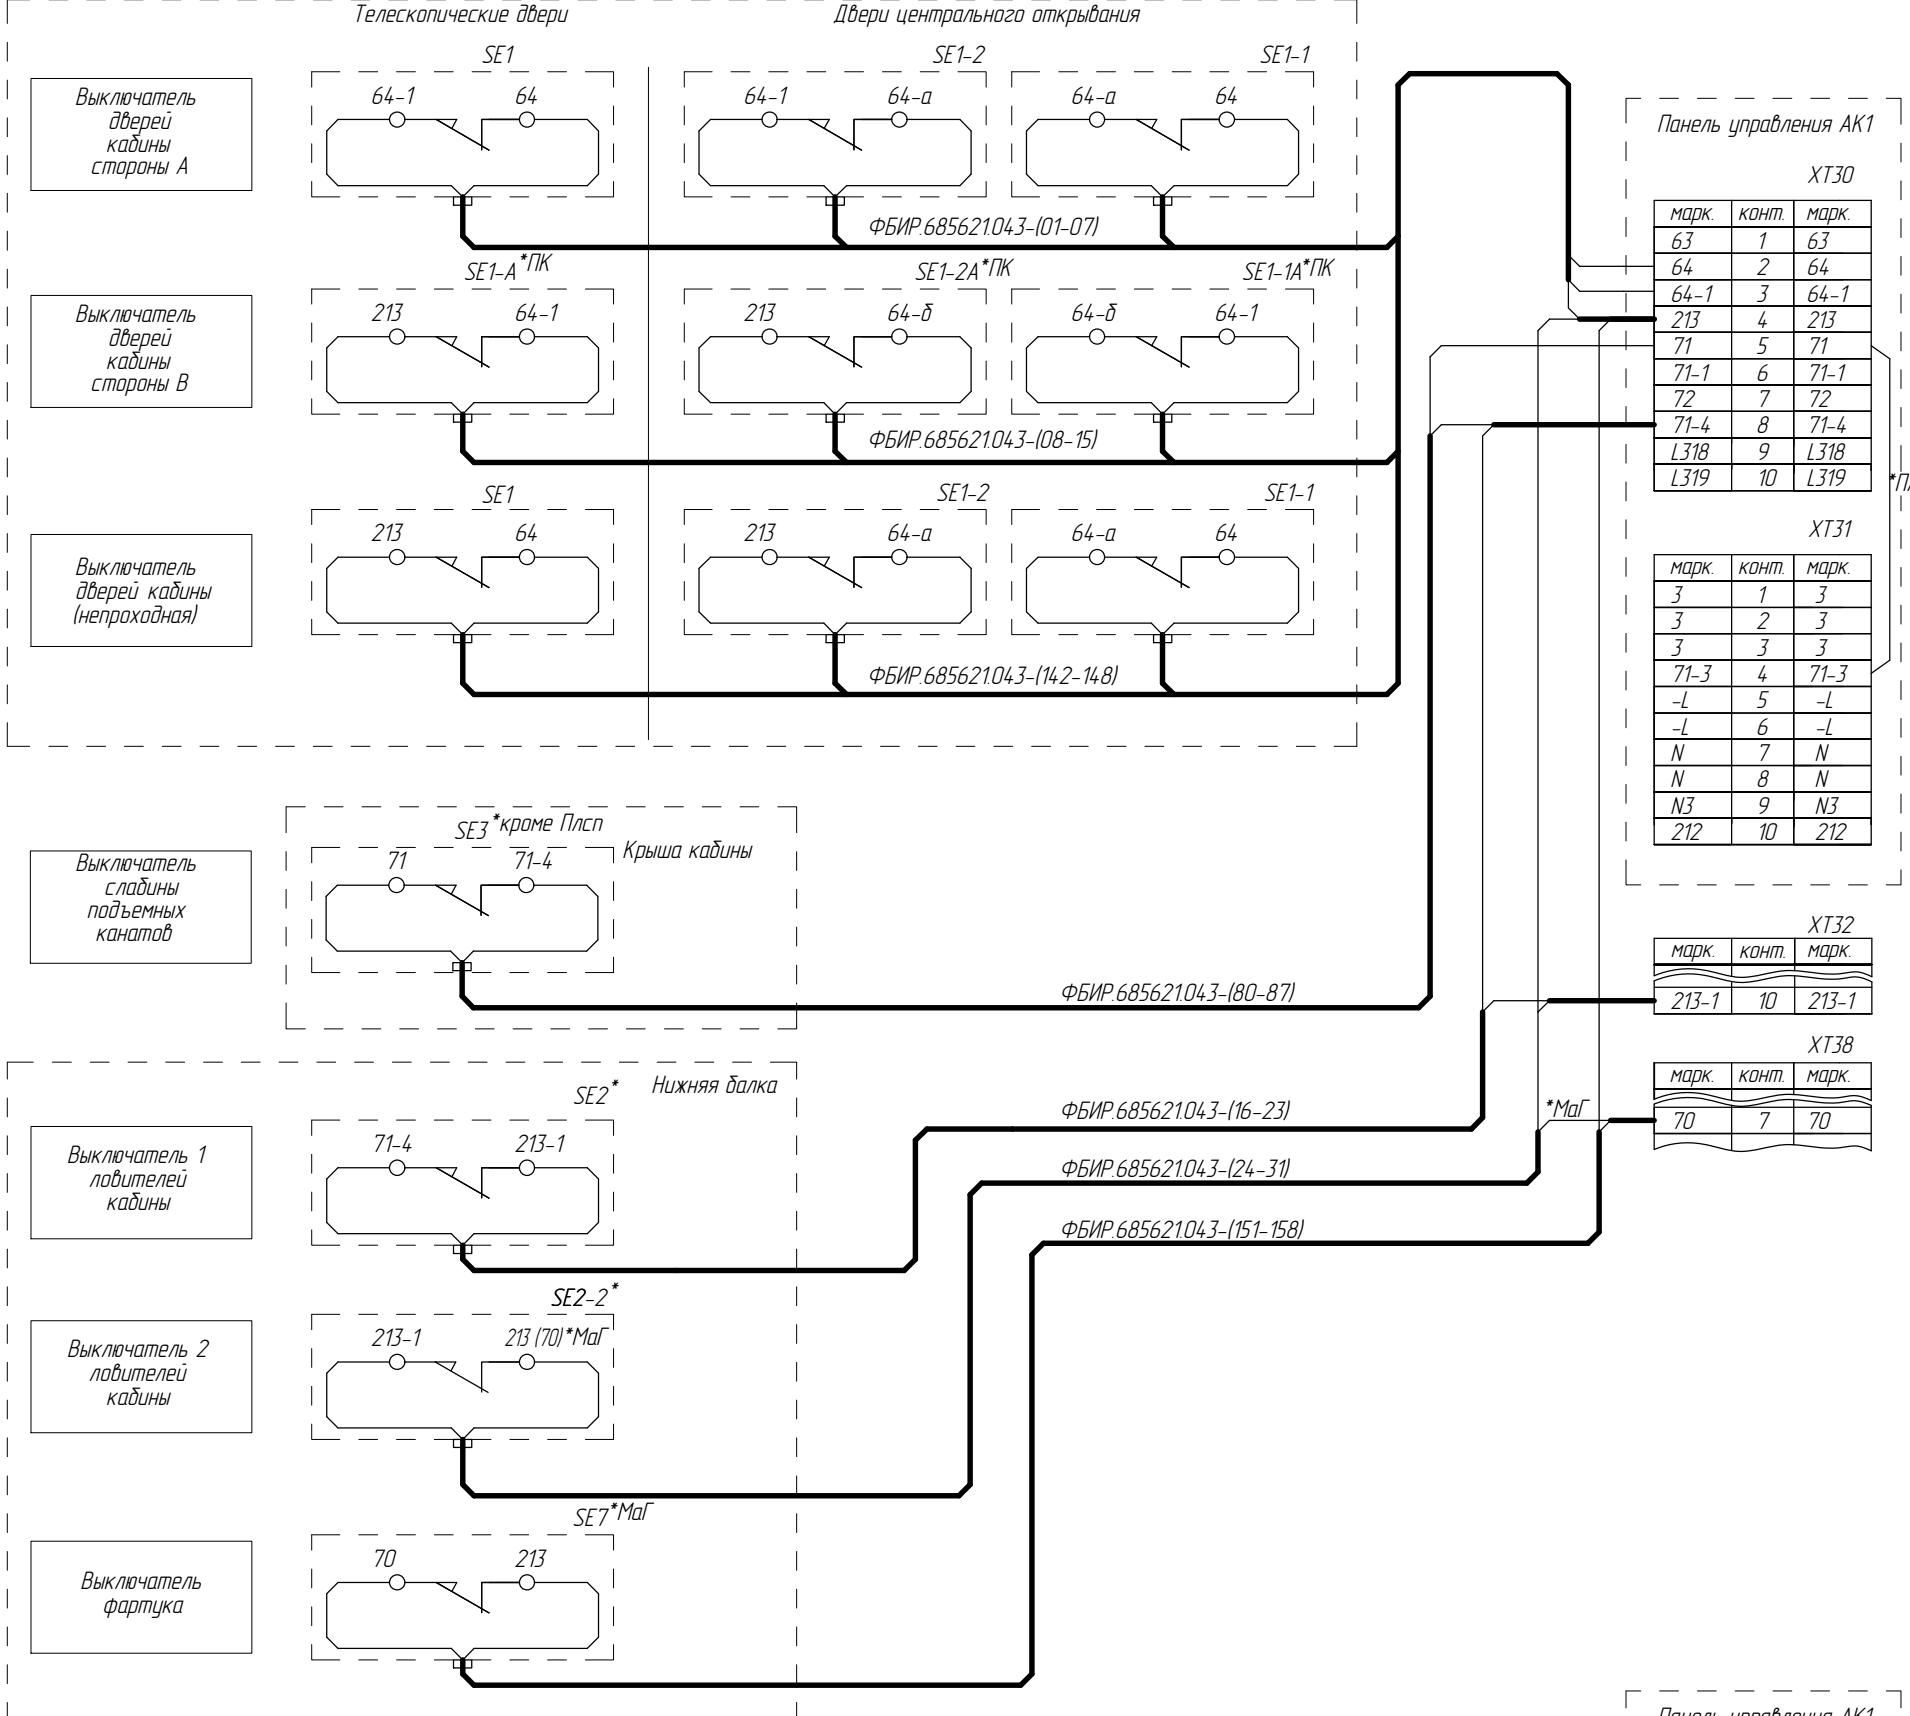 Телескопические двери
Двери центрального открывания
SE1
SE1-2
SE1-1
Выключатель
дверей
кабины
стороны А
64-1
64
64-1
64-а
64-а
64
ФБИР.685621.043-(01-07)
SE1-А*ПК
SE1-2А*ПК
SE1-1А*ПК
Выключатель
дверей
кабины
стороны В
213
64-1
213
64-б
64-б
64-1
ФБИР.685621.043-(08-15)
SE1
SE1-2
SE1-1
Выключатель
дверей кабины
(непроходная)
213
64
213
64-а
64-а
64
ФБИР.685621.043-(142-148)
Панель управления АК1
XT30
марк. конт. марк.
63 1 63
64 2 64
64-1 3 64-1
213 4 213
71 5 71
71-1 6 71-1
72 7 72
71-4 8 71-4
L318 9 L318
L319 10 L319
XT31
марк. конт. марк.
3 1 3
3 2 3
3 3 3
71-3 4 71-3
-L 5 -L
-L 6 -L
N 7 N
N 8 N
N3 9 N3
212 10 212
SE3*кроме Плсп
Крыша кабины
Выключатель
слабины
подъемных
канатов
71
71-4
ФБИР.685621.043-(80-87)
XT32
марк. конт. марк.
213-1 10 213-1
XT38
марк. конт. марк.
70 7 70
*МаГ
SE2*
Нижняя балка
Выключатель 1
ловителей
кабины
71-4
213-1
ФБИР.685621.043-(16-23)
ФБИР.685621.043-(24-31)
ФБИР.685621.043-(151-158)
SE2-2*
Выключатель 2
ловителей
кабины
213-1
213 (70)*МаГ
SE7*МаГ
Выключатель
фартука
70
213
Панель управления АК1